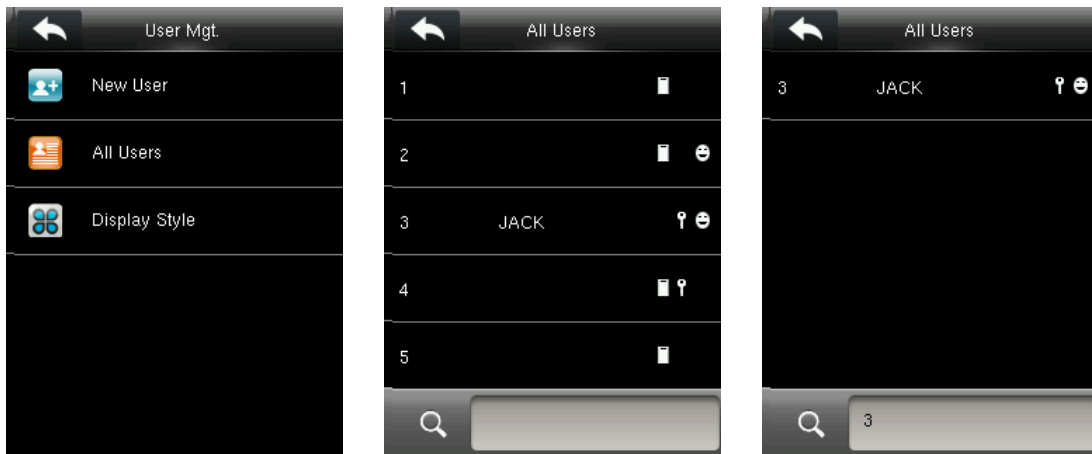 User Mgt.
New User
All Users
Display Style
All Users
1
2
3 JACK
4
5
All Users
3 JACK
3